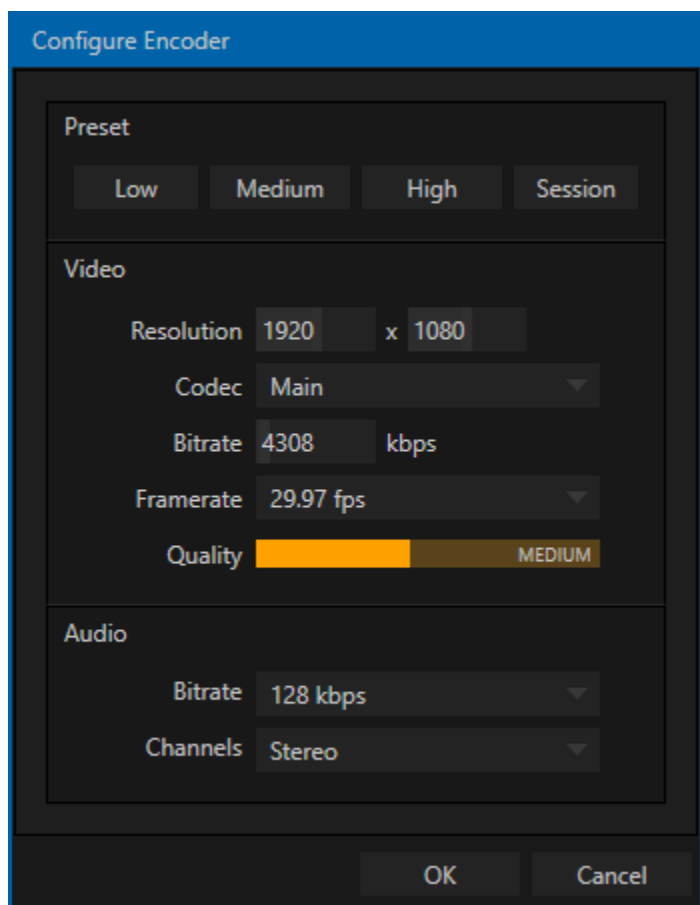 Configure Encoder
Preset
Low Medium High Session
Video
Resolution 1920 x 1080
Codec Main
Bitrate 4308 kbps
Framerate 29.97 fps
Quality MEDIUM
Audio
Bitrate 128 kbps
Channels Stereo
OK Cancel